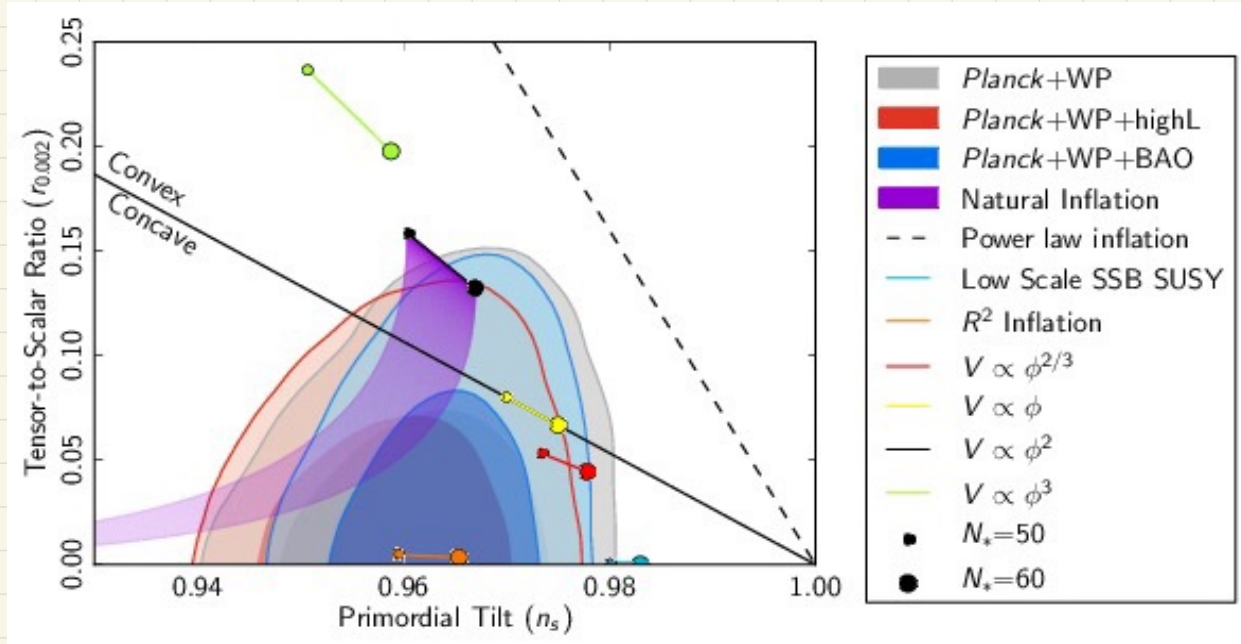 0.25
0.20
0.15
0.10
0.05
0.00
Tensor-to-Scalar Ratio (r0.002)
Convex
Concave
0.94
0.96
0.98
1.00
Primordial Tilt (ns)
Planck+WP
Planck+WP+highL
Planck+WP+BAO
Natural Inflation
Power law inflation
Low Scale SSB SUSY
R² Inflation
V ∝ φ^2/3
V ∝ φ
V ∝ φ²
V ∝ φ³
N*=50
N*=60